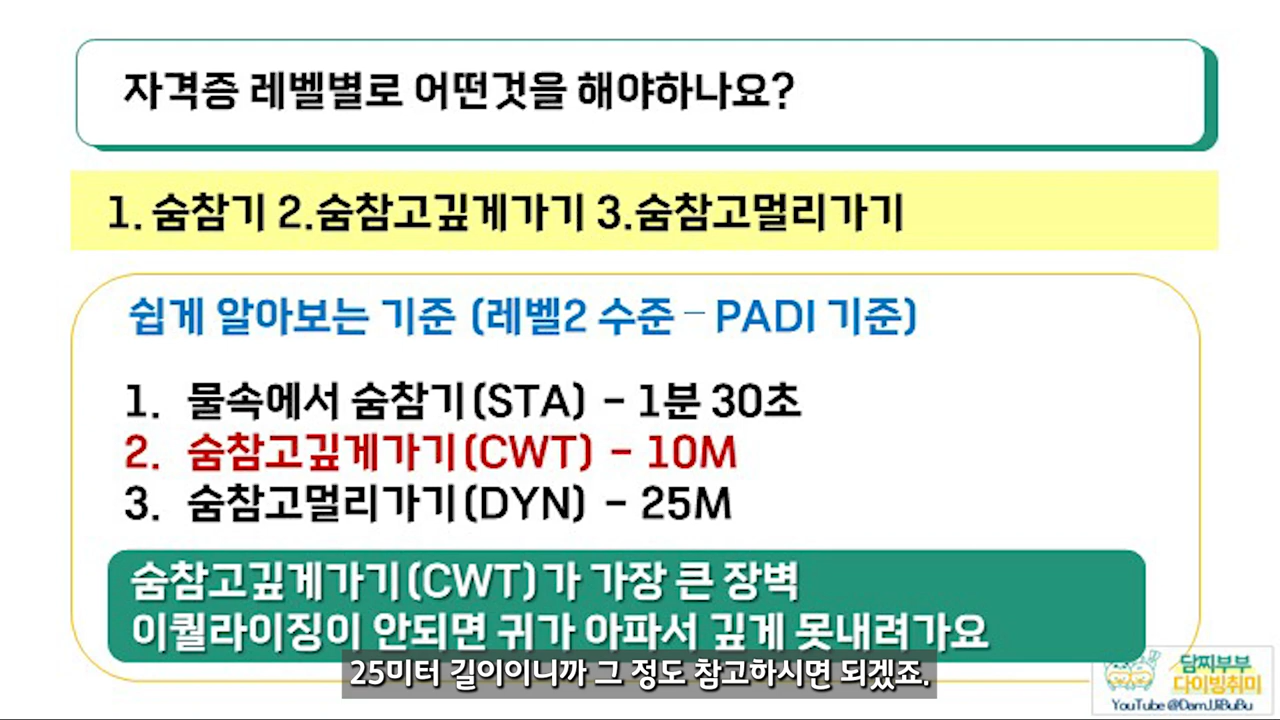 자격증 레벨별로 어떤것을 해야하나요?
1. 숨참기 2.숨참고깊게가기 3.숨참고멀리가기
쉽게 알아보는 기준 (레벨2 수준 – PADI 기준)
1. 물속에서 숨참기(STA) - 1분 30초
2. 숨참고깊게가기(CWT) - 10M
3. 숨참고멀리가기(DYN) - 25M
숨참고깊게가기(CWT)가 가장 큰 장벽
이퀄라이징이 안되면 귀가 아파서 깊게 못내려가요
25미터 길이이니까 그 정도 참고하시면 되겠죠.
담찌부부
다이빙취미
YouTube @DamJJiBuBu